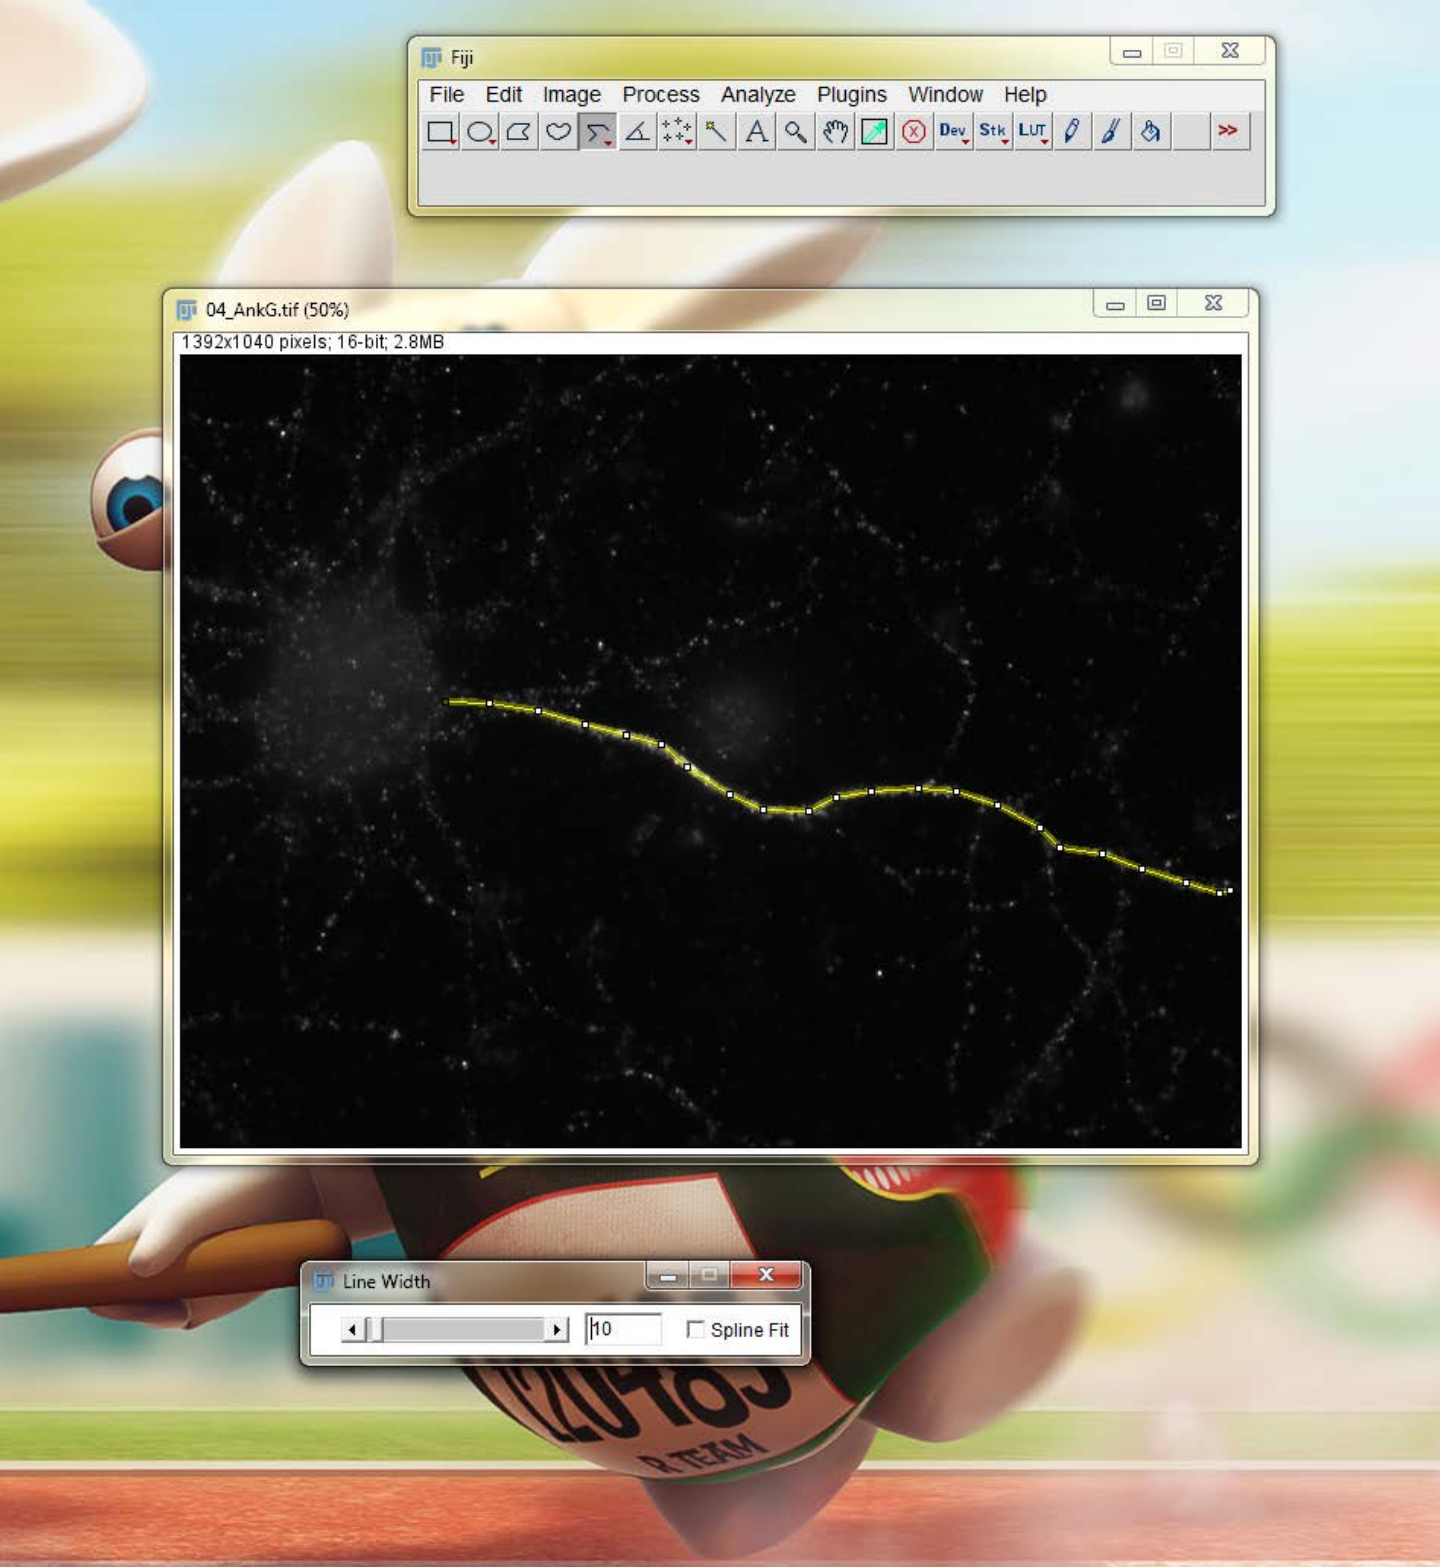 Fiji
File Edit Image Process Analyze Plugins Window Help
A Dev Stk LUT >>
04_AnkG.tif (50%)
1392x1040 pixels; 16-bit; 2.8MB
Line Width
10 Spline Fit
120485
R TEAM